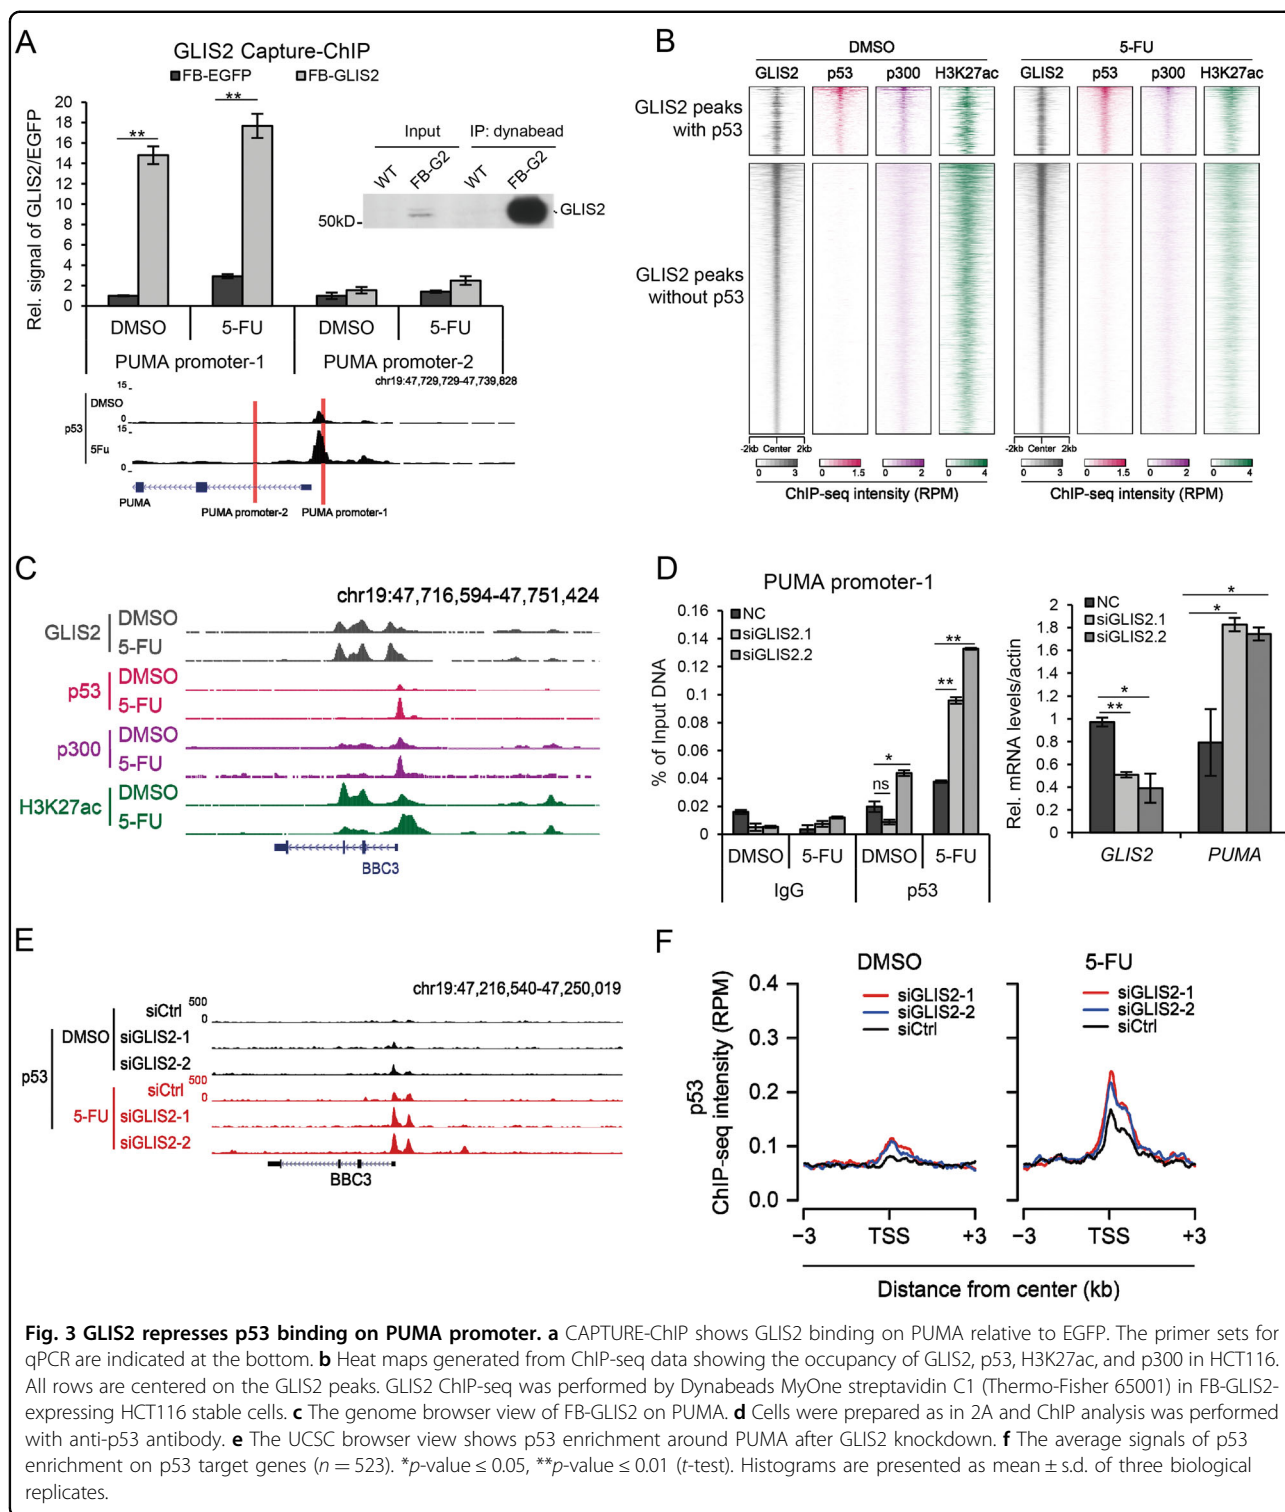 A
GLIS2 Capture-ChIP
FB-EGFP FB-GLIS2
Rel. signal of GLIS2/EGFP
20
18
16
14
12
10
8
6
4
2
0
** **
DMSO 5-FU DMSO 5-FU
PUMA promoter-1 PUMA promoter-2
Input IP: dynabead
WT FB-G2 WT FB-G2
50kD
GLIS2
chr19:47,729,729-47,739,828
p53
DMSO
15
0
5Fu
15
0
PUMA
PUMA promoter-2 PUMA promoter-1
B
DMSO 5-FU
GLIS2 p53 p300 H3K27ac GLIS2 p53 p300 H3K27ac
GLIS2 peaks
with p53
GLIS2 peaks
without p53
-2kb Center 2kb -2kb Center 2kb
0 3 0 1.5 0 2 0 4 0 3 0 1.5 0 2 0 4
ChIP-seq intensity (RPM) ChIP-seq intensity (RPM)
C
chr19:47,716,594-47,751,424
GLIS2
DMSO
5-FU
p53
DMSO
5-FU
p300
DMSO
5-FU
H3K27ac
DMSO
5-FU
BBC3
D
PUMA promoter-1
NC
siGLIS2.1
siGLIS2.2
% of Input DNA
0.16
0.14
0.12
0.1
0.08
0.06
0.04
0.02
0
ns * ** **
DMSO 5-FU DMSO 5-FU
IgG p53
NC
siGLIS2.1
siGLIS2.2
Rel. mRNA levels/actin
2
1.8
1.6
1.4
1.2
1
0.8
0.6
0.4
0.2
0
** * * *
GLIS2 PUMA
E
chr19:47,216,540-47,250,019
p53
DMSO
siCtrl
500
0
siGLIS2-1
siGLIS2-2
5-FU
siCtrl
500
0
siGLIS2-1
siGLIS2-2
BBC3
F
DMSO 5-FU
p53
ChIP-seq intensity (RPM)
0.4
0.3
0.2
0.1
0.0
siGLIS2-1
siGLIS2-2
siCtrl
siGLIS2-1
siGLIS2-2
siCtrl
−3 TSS +3 −3 TSS +3
Distance from center (kb)
Fig. 3 GLIS2 represses p53 binding on PUMA promoter. a CAPTURE-ChIP shows GLIS2 binding on PUMA relative to EGFP. The primer sets for
qPCR are indicated at the bottom. b Heat maps generated from ChIP-seq data showing the occupancy of GLIS2, p53, H3K27ac, and p300 in HCT116.
All rows are centered on the GLIS2 peaks. GLIS2 ChIP-seq was performed by Dynabeads MyOne streptavidin C1 (Thermo-Fisher 65001) in FB-GLIS2-
expressing HCT116 stable cells. c The genome browser view of FB-GLIS2 on PUMA. d Cells were prepared as in 2A and ChIP analysis was performed
with anti-p53 antibody. e The UCSC browser view shows p53 enrichment around PUMA after GLIS2 knockdown. f The average signals of p53
enrichment on p53 target genes (n = 523). *p-value ≤ 0.05, **p-value ≤ 0.01 (t-test). Histograms are presented as mean ± s.d. of three biological
replicates.